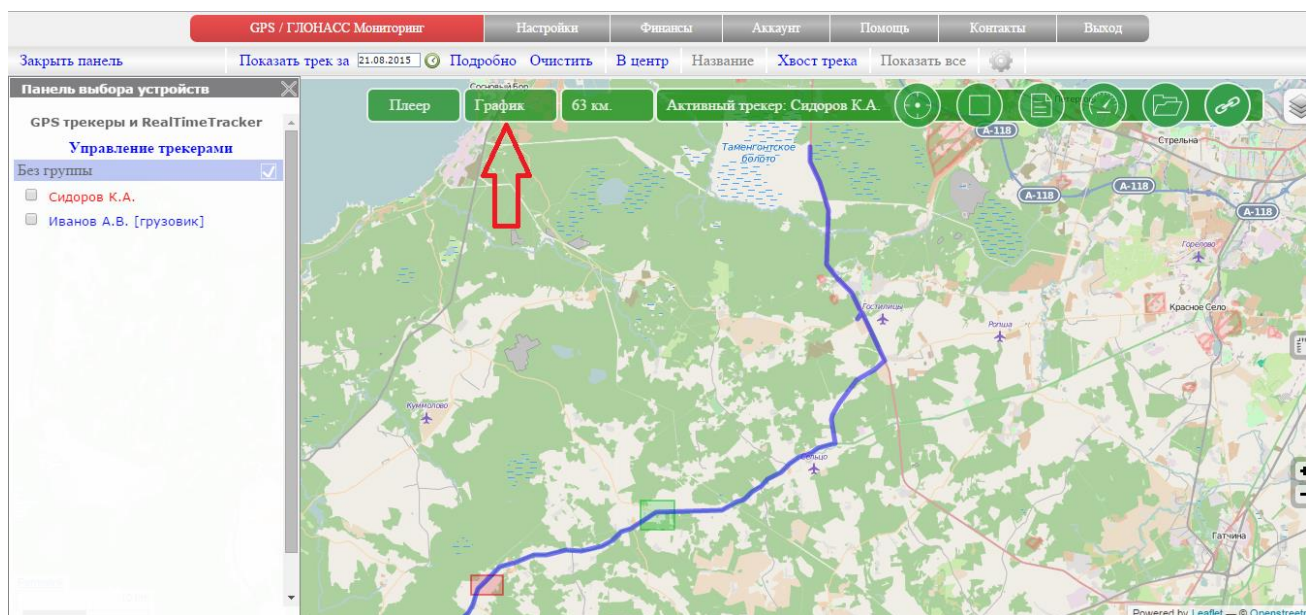 GPS / ГЛОНАСС Мониторинг Настройки Финансы Аккаунт Помощь Контакты Выход
Закрыть панель Показать трек за 21.08.2015 Подробно Очистить В центр Название Хвост трека Показать все
Панель выбора устройств
GPS трекеры и RealTimeTracker
Управление трекерами
Без группы
Сидоров К.А.
Иванов А.В. [грузовик]
Сосновый Бор
Плеер График 63 км. Активный трекер: Сидоров К.А.
А-118
Стрельна
Таменгонтское болото
А-118
А-118
А-118
Горелово
Гостилицы
Красное Село
Ропша
Куммолово
Сельцо
Гатчина
Powered by Leaflet — © Openstreet